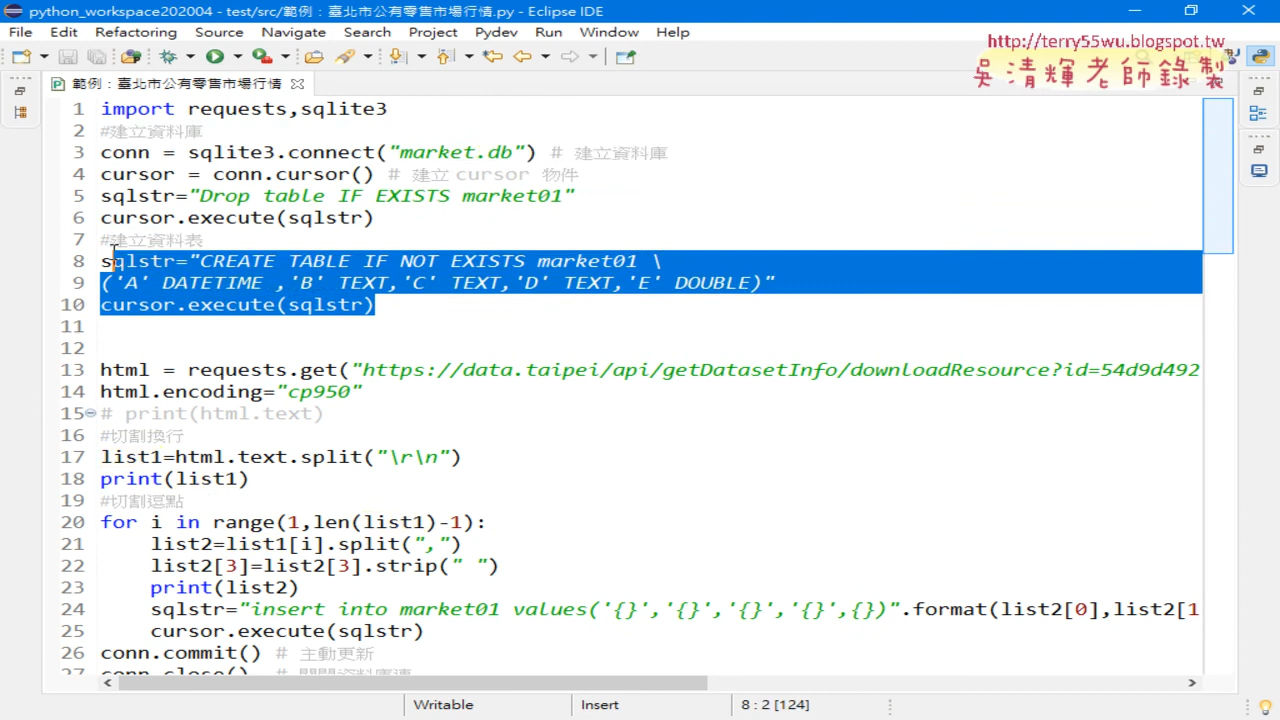 python_workspace202004 - test/src/範例：臺北市公有零售市場行情.py - Eclipse IDE
File Edit Refactoring Source Navigate Search Project Pydev Run Window Help
http://terry55wu.blogspot.tw
吳清輝老師錄製
範例：臺北市公有零售市場行情
1 import requests,sqlite3
2 #建立資料庫
3 conn = sqlite3.connect("market.db") # 建立資料庫
4 cursor = conn.cursor() # 建立 cursor 物件
5 sqlstr="Drop table IF EXISTS market01"
6 cursor.execute(sqlstr)
7 #建立資料表
8 sqlstr="CREATE TABLE IF NOT EXISTS market01 \
9 ('A' DATETIME ,'B' TEXT,'C' TEXT,'D' TEXT,'E' DOUBLE)"
10 cursor.execute(sqlstr)
11
12
13 html = requests.get("https://data.taipei/api/getDatasetInfo/downloadResource?id=54d9d492
14 html.encoding="cp950"
15 # print(html.text)
16 #切割換行
17 list1=html.text.split("\r\n")
18 print(list1)
19 #切割逗點
20 for i in range(1,len(list1)-1):
21 list2=list1[i].split(",")
22 list2[3]=list2[3].strip(" ")
23 print(list2)
24 sqlstr="insert into market01 values('{}','{}','{}','{}',{})".format(list2[0],list2[1
25 cursor.execute(sqlstr)
26 conn.commit() # 主動更新
27 conn.close() #
Writable Insert 8 : 2 [124]